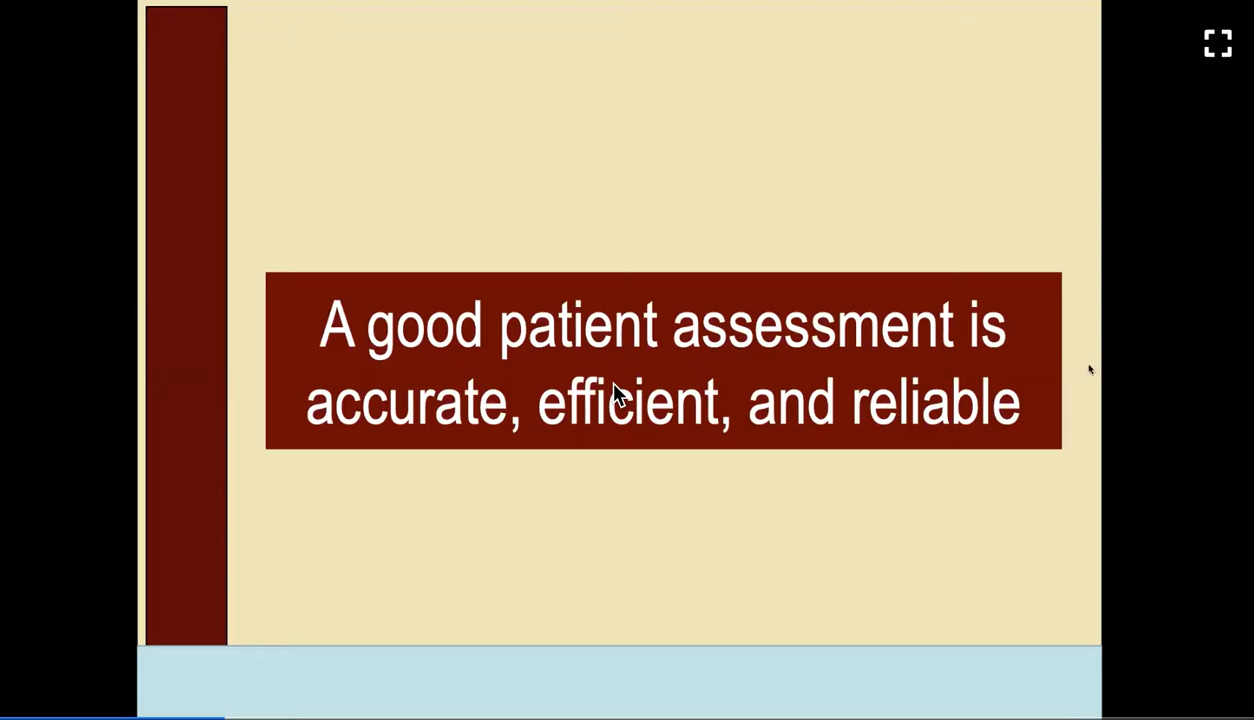 A good patient assessment is
accurate, efficient, and reliable